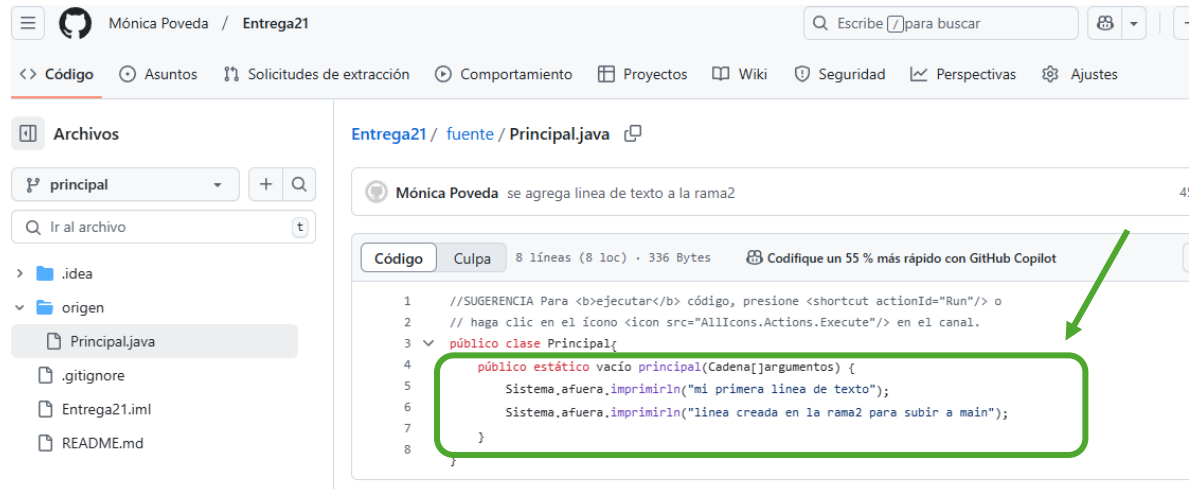 Mónica Poveda / Entrega21
Escribe / para buscar
Código Asuntos Solicitudes de extracción Comportamiento Proyectos Wiki Seguridad Perspectivas Ajustes
Archivos
principal
Ir al archivo t
.idea
origen
Principal.java
.gitignore
Entrega21.iml
README.md
Entrega21 / fuente / Principal.java
Mónica Poveda se agrega linea de texto a la rama2
Código Culpa 8 líneas (8 loc) · 336 Bytes Codifique un 55 % más rápido con GitHub Copilot
1 //SUGERENCIA Para <b>ejecutar</b> código, presione <shortcut actionId="Run"/> o
2 // haga clic en el ícono <icon src="AllIcons.Actions.Execute"/> en el canal.
3 público clase Principal{
4 público estático vacío principal(Cadena[]argumentos) {
5 Sistema.afuera.imprimirln("mi primera linea de texto");
6 Sistema.afuera.imprimirln("linea creada en la rama2 para subir a main");
7 }
8 }